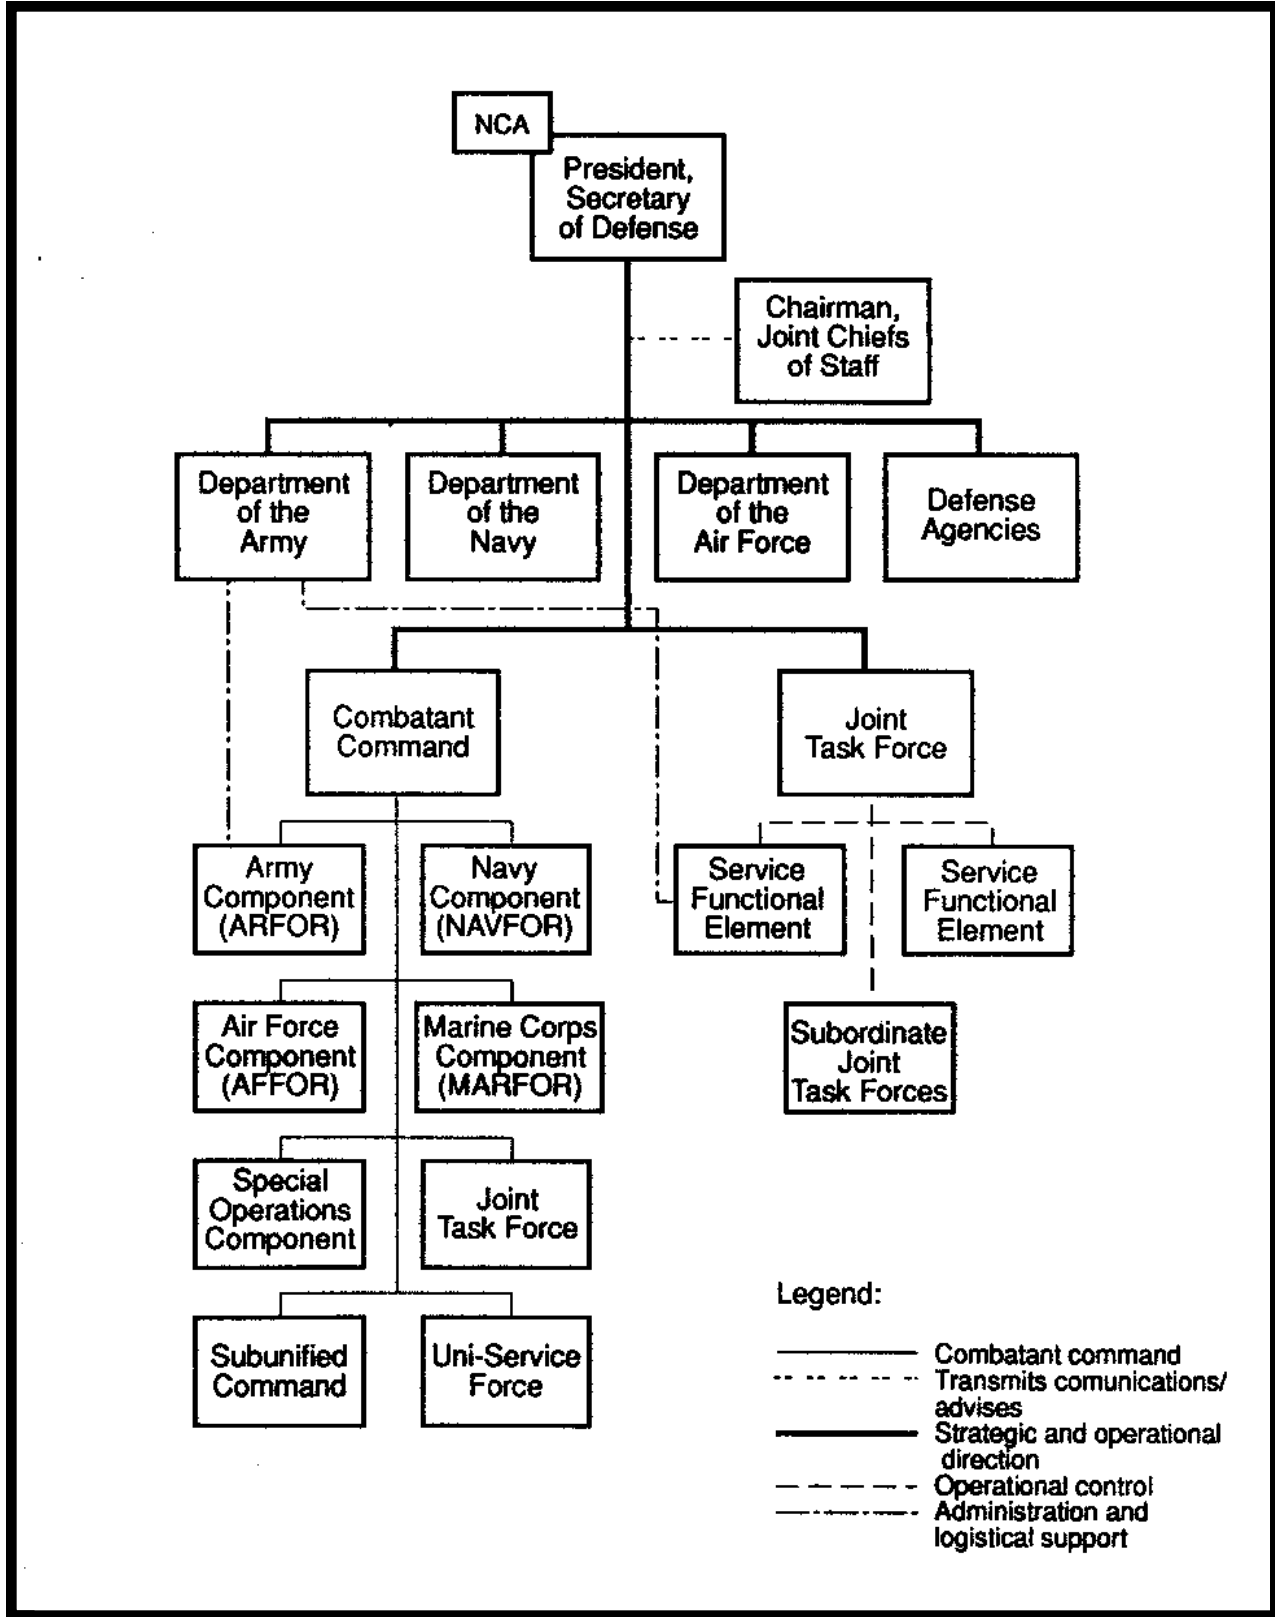 NCA
President,
Secretary
of Defense
Chairman,
Joint Chiefs
of Staff
Department
of the
Army
Department
of the
Navy
Department
of the
Air Force
Defense
Agencies
Combatant
Command
Joint
Task Force
Army
Component
(ARFOR)
Navy
Component
(NAVFOR)
Service
Functional
Element
Service
Functional
Element
Air Force
Component
(AFFOR)
Marine Corps
Component
(MARFOR)
Subordinate
Joint
Task Forces
Special
Operations
Component
Joint
Task Force
Subunified
Command
Uni-Service
Force
Legend:
Combatant command
Transmits comunications/
advises
Strategic and operational
direction
Operational control
Administration and
logistical support